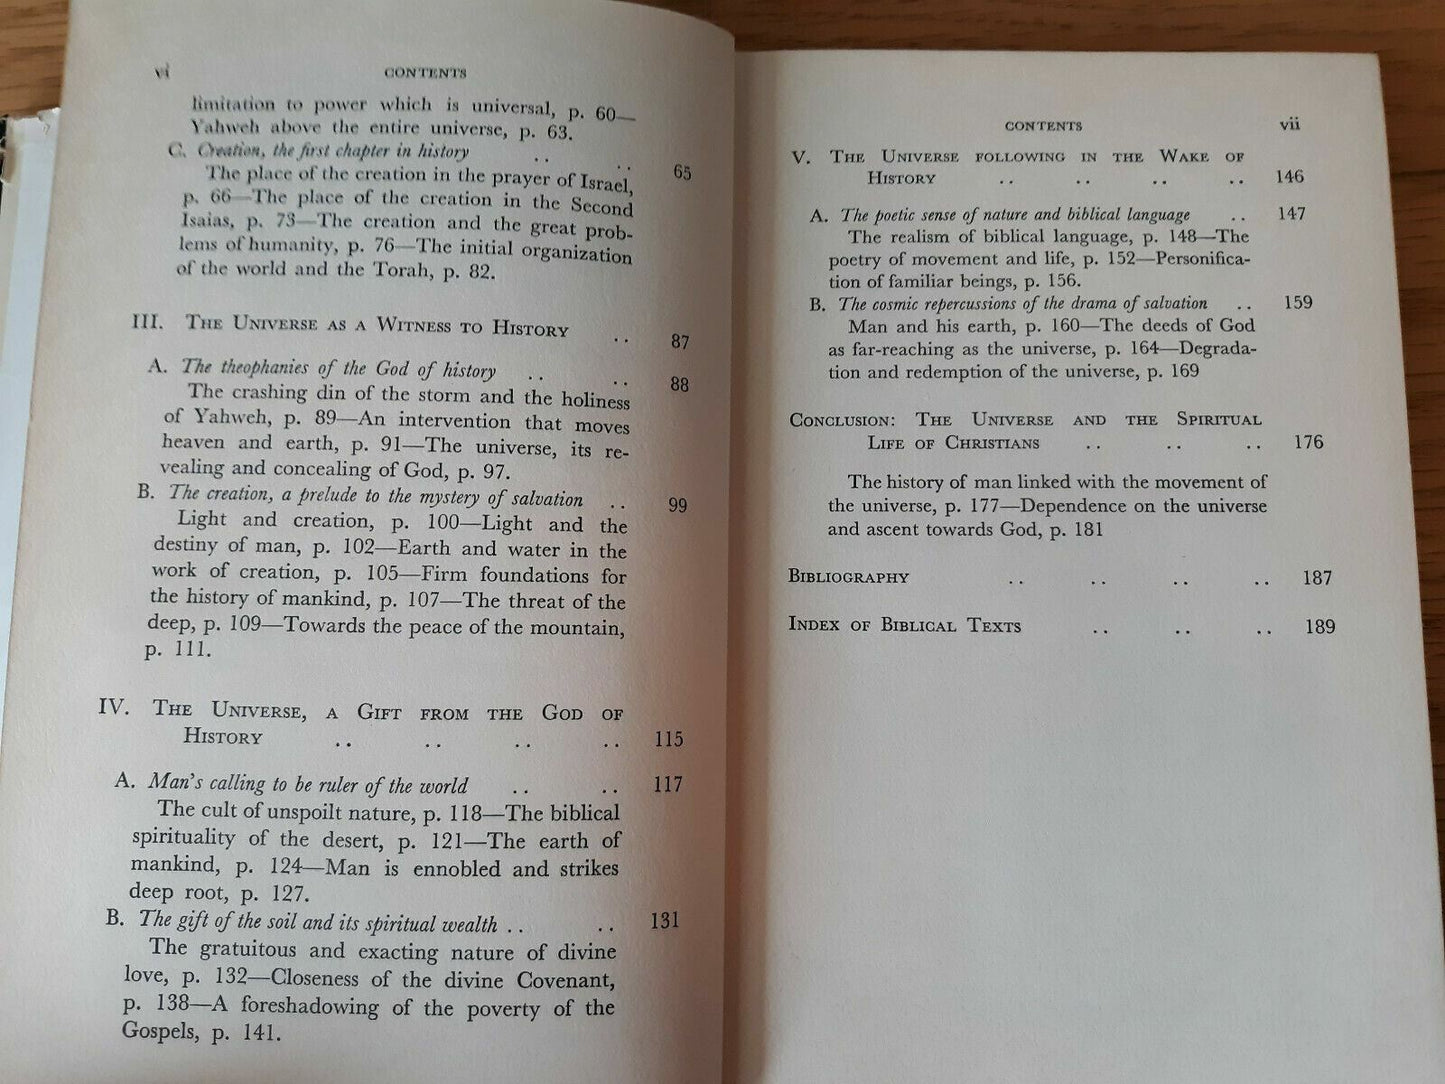 vi CONTENTS
limitation to power which is universal, p. 60—
Yahweh above the entire universe, p. 63.
C. Creation, the first chapter in history .. .. 65
The place of the creation in the prayer of Israel,
p. 66—The place of the creation in the Second
Isaias, p. 73—The creation and the great prob-
lems of humanity, p. 76—The initial organization
of the world and the Torah, p. 82.
III. The Universe as a Witness to History .. 87
A. The theophanies of the God of history .. .. 88
The crashing din of the storm and the holiness
of Yahweh, p. 89—An intervention that moves
heaven and earth, p. 91—The universe, its re-
vealing and concealing of God, p. 97.
B. The creation, a prelude to the mystery of salvation .. 99
Light and creation, p. 100—Light and the
destiny of man, p. 102—Earth and water in the
work of creation, p. 105—Firm foundations for
the history of mankind, p. 107—The threat of the
deep, p. 109—Towards the peace of the mountain,
p. 111.
IV. The Universe, a Gift from the God of
History .. .. .. .. 115
A. Man's calling to be ruler of the world .. .. 117
The cult of unspoilt nature, p. 118—The biblical
spirituality of the desert, p. 121—The earth of
mankind, p. 124—Man is ennobled and strikes
deep root, p. 127.
B. The gift of the soil and its spiritual wealth .. .. 131
The gratuitous and exacting nature of divine
love, p. 132—Closeness of the divine Covenant,
p. 138—A foreshadowing of the poverty of the
Gospels, p. 141.
CONTENTS vii
V. The Universe following in the Wake of
History .. .. .. .. 146
A. The poetic sense of nature and biblical language .. 147
The realism of biblical language, p. 148—The
poetry of movement and life, p. 152—Personifica-
tion of familiar beings, p. 156.
B. The cosmic repercussions of the drama of salvation .. 159
Man and his earth, p. 160—The deeds of God
as far-reaching as the universe, p. 164—Degrada-
tion and redemption of the universe, p. 169
Conclusion: The Universe and the Spiritual
Life of Christians .. .. .. 176
The history of man linked with the movement of
the universe, p. 177—Dependence on the universe
and ascent towards God, p. 181
Bibliography .. .. .. .. 187
Index of Biblical Texts .. .. .. 189